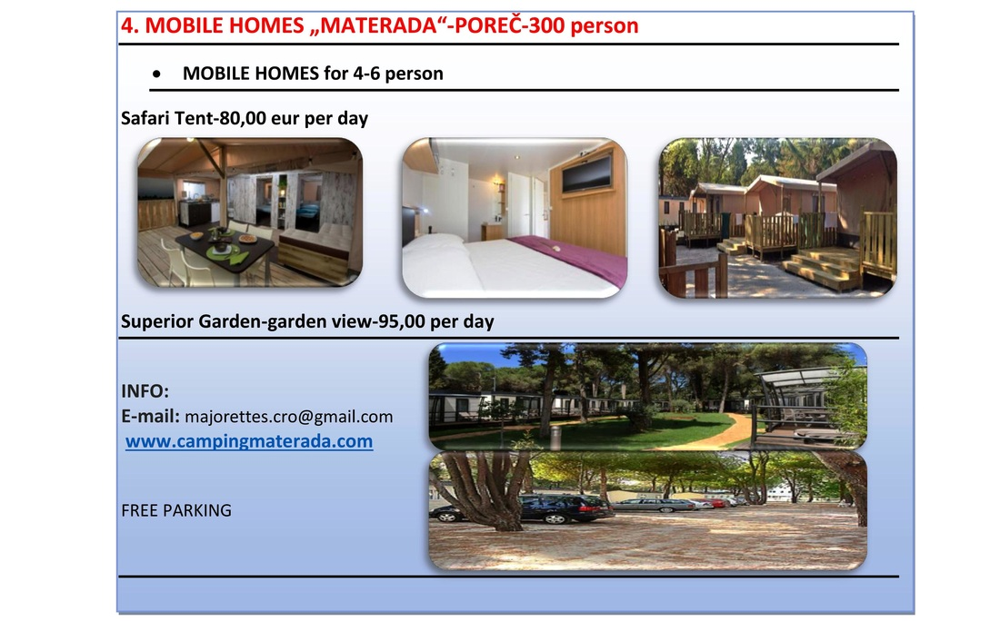 4. MOBILE HOMES „MATERADA“-POREČ-300 person
• MOBILE HOMES for 4-6 person
Safari Tent-80,00 eur per day
Superior Garden-garden view-95,00 per day
INFO:
E-mail: majorettes.cro@gmail.com
www.campingmaterada.com
FREE PARKING